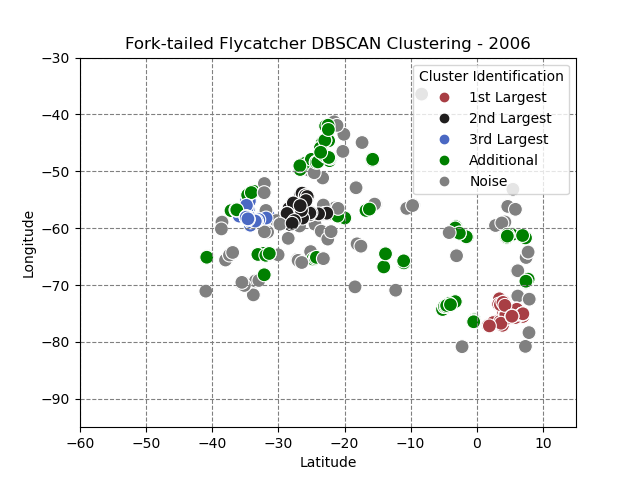 Fork-tailed Flycatcher DBSCAN Clustering - 2006
Cluster Identification
1st Largest
2nd Largest
3rd Largest
Additional
Noise
Longitude
−30
−40
−50
−60
−70
−80
−90
−60 −50 −40 −30 −20 −10 0 10
Latitude